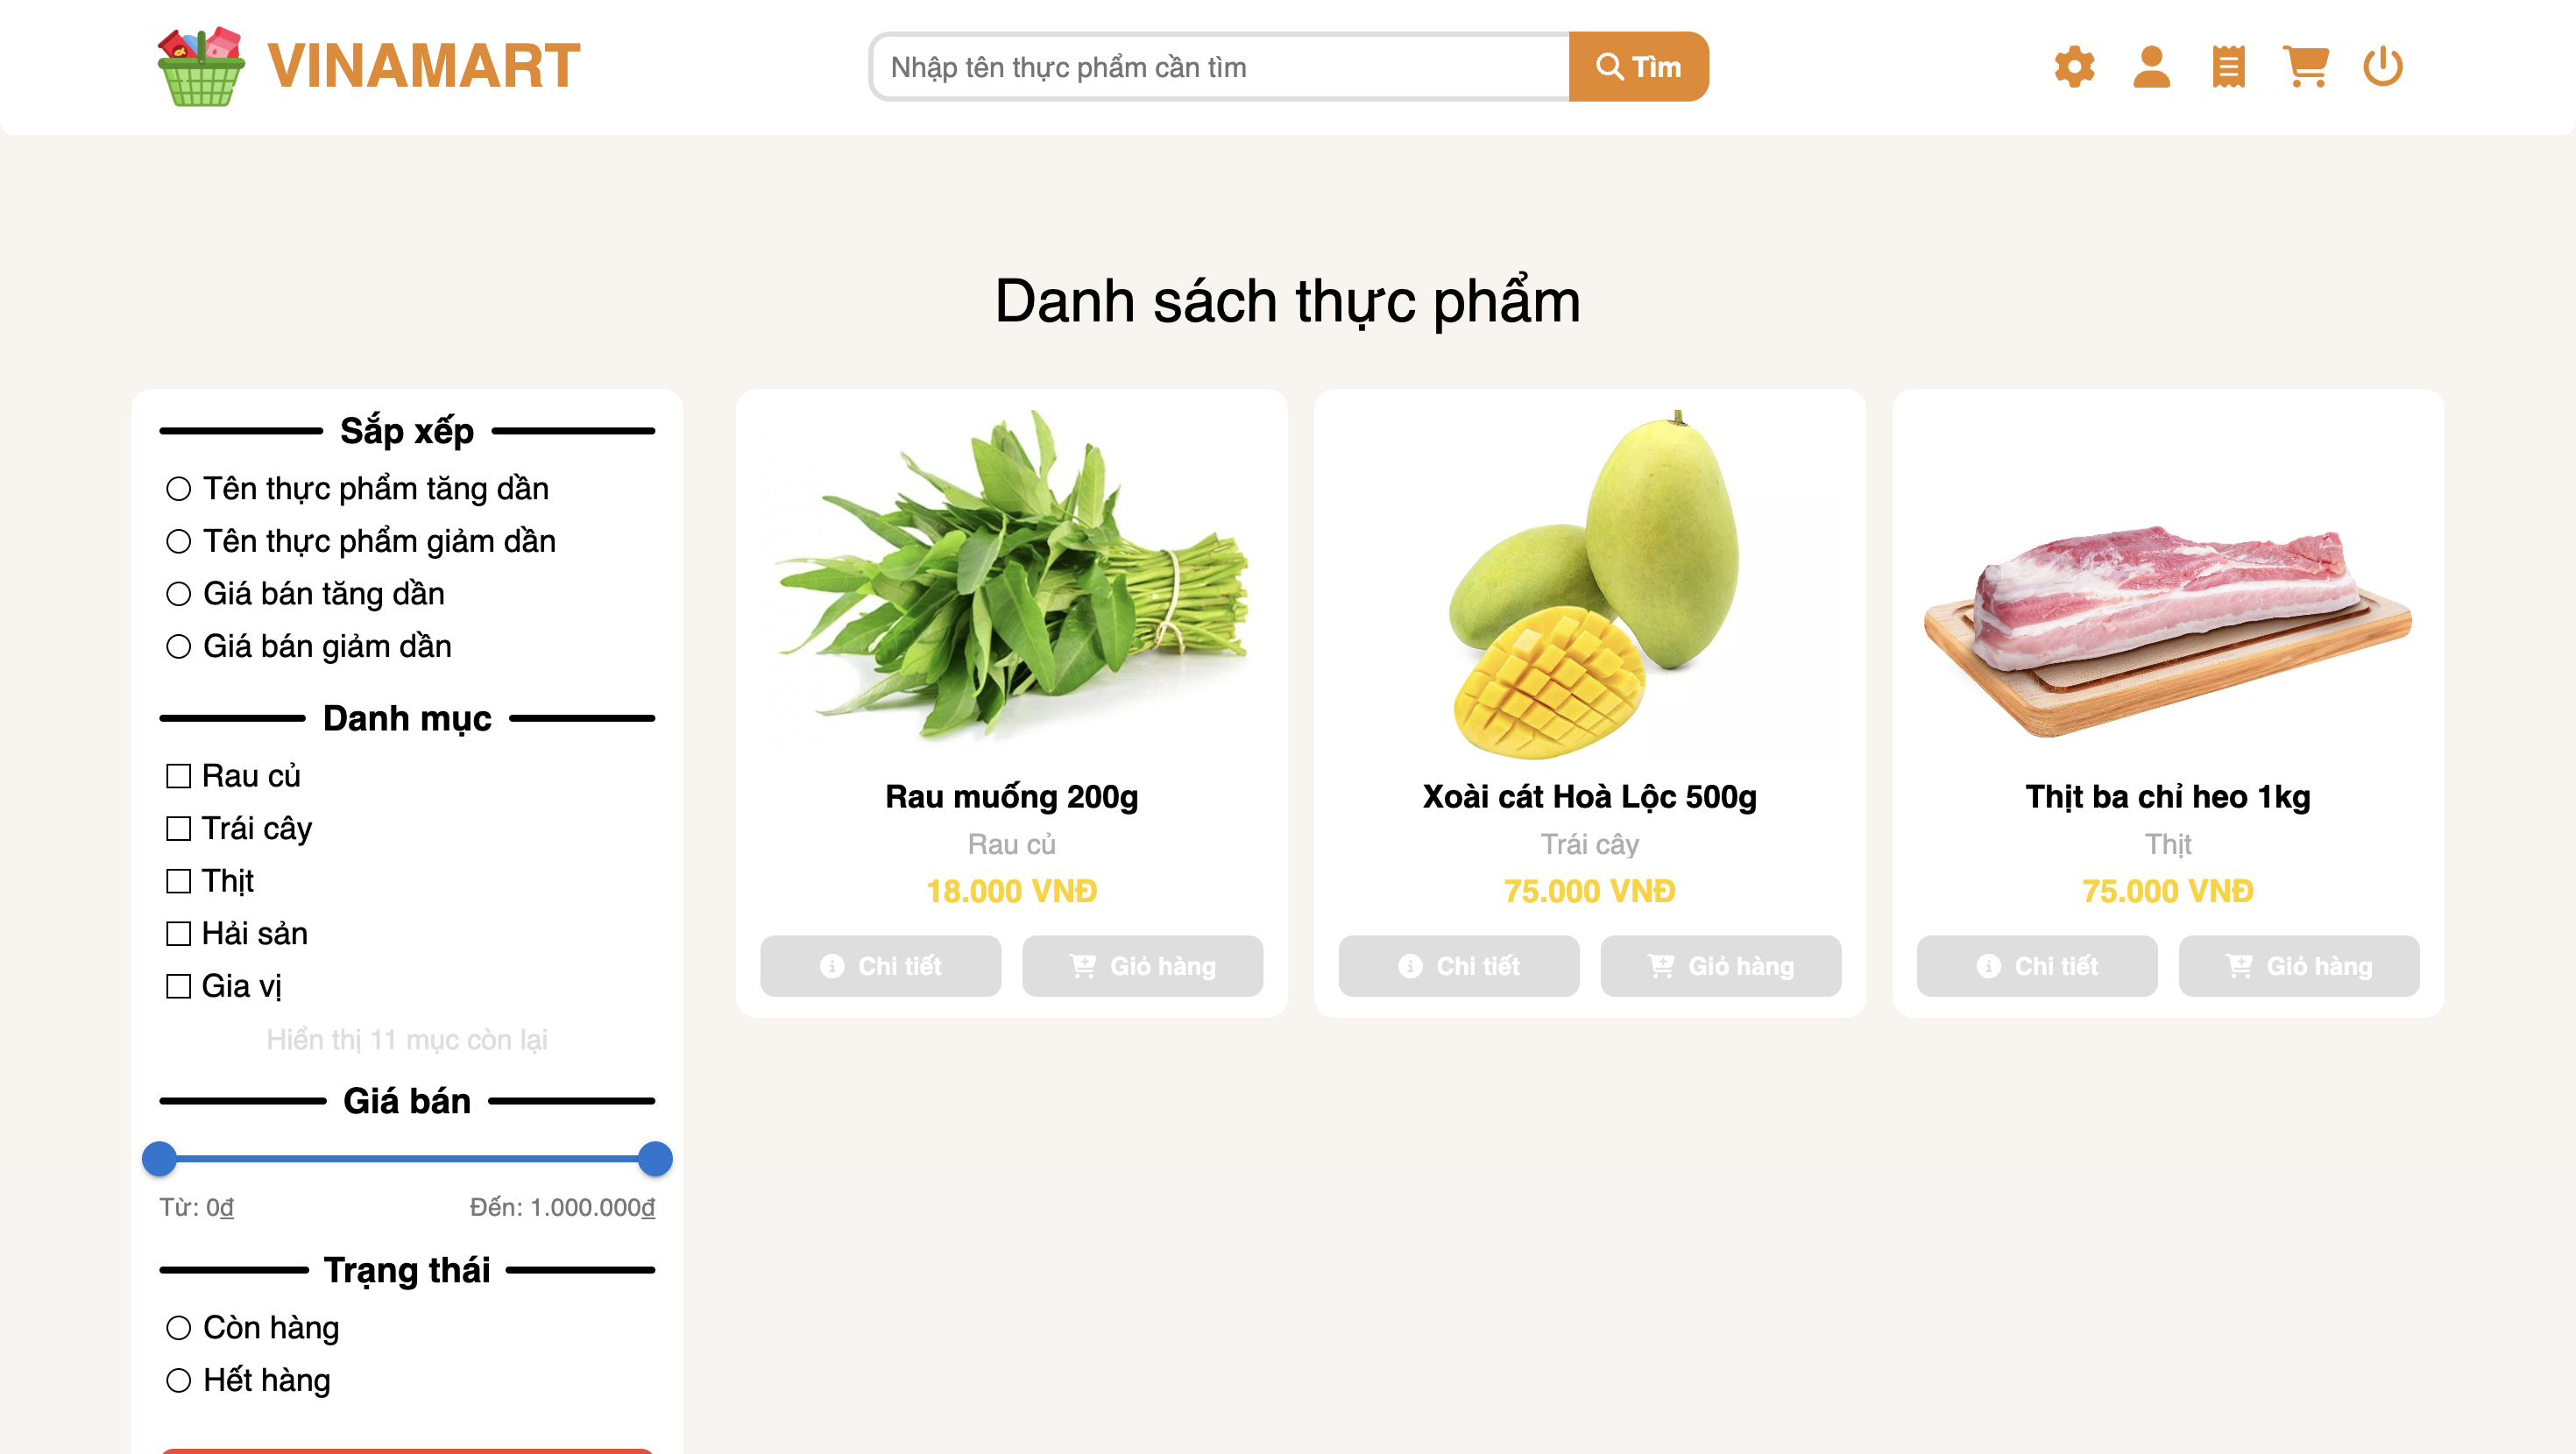 VINAMART
Nhập tên thực phẩm cần tìm
Tìm
Danh sách thực phẩm
Sắp xếp
Tên thực phẩm tăng dần
Tên thực phẩm giảm dần
Giá bán tăng dần
Giá bán giảm dần
Danh mục
Rau củ
Trái cây
Thịt
Hải sản
Gia vị
Hiển thị 11 mục còn lại
Giá bán
Từ: 0₫ Đến: 1.000.000₫
Trạng thái
Còn hàng
Hết hàng
Rau muống 200g
Rau củ
18.000 VNĐ
Chi tiết Giỏ hàng
Xoài cát Hoà Lộc 500g
Trái cây
75.000 VNĐ
Chi tiết Giỏ hàng
Thịt ba chỉ heo 1kg
Thịt
75.000 VNĐ
Chi tiết Giỏ hàng